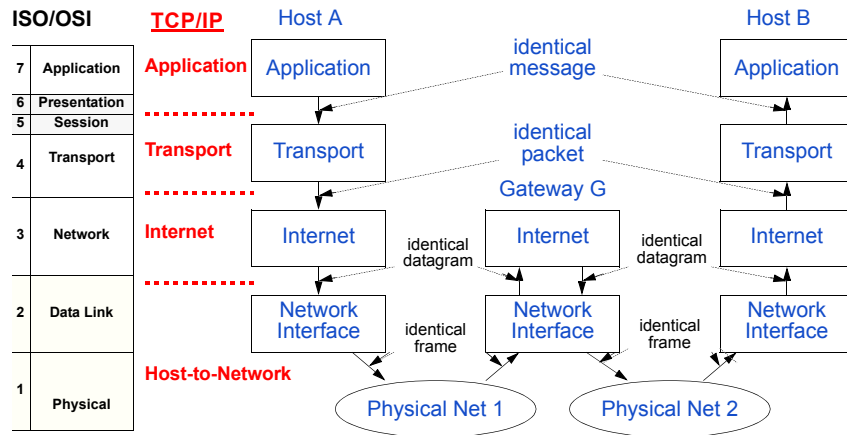 ISO/OSI TCP/IP Host A Host B
7 Application Application Application identical Application
message
6 Presentation
5 Session
4 Transport Transport Transport identical Transport
packet
Gateway G
3 Network Internet Internet Internet Internet
identical identical
datagram datagram
2 Data Link Network Network Network
Interface Interface Interface
identical identical
frame frame
Host-to-Network
1 Physical Physical Net 1 Physical Net 2